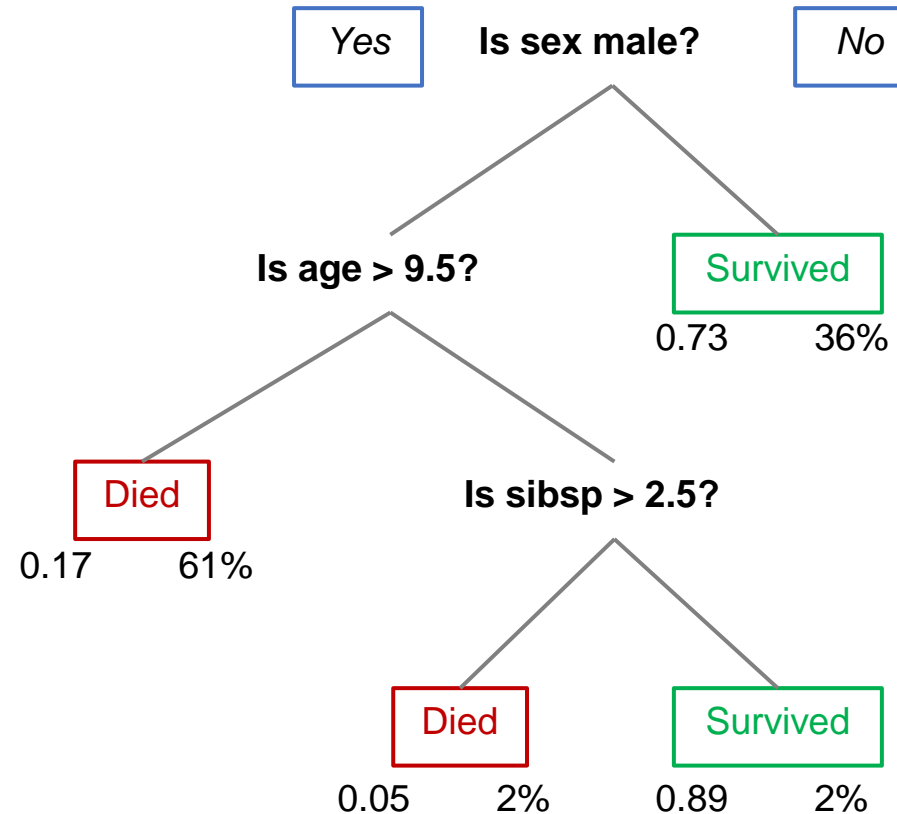 Yes Is sex male? No
Is age > 9.5? Survived
0.73 36%
Died Is sibsp > 2.5?
0.17 61%
Died Survived
0.05 2% 0.89 2%